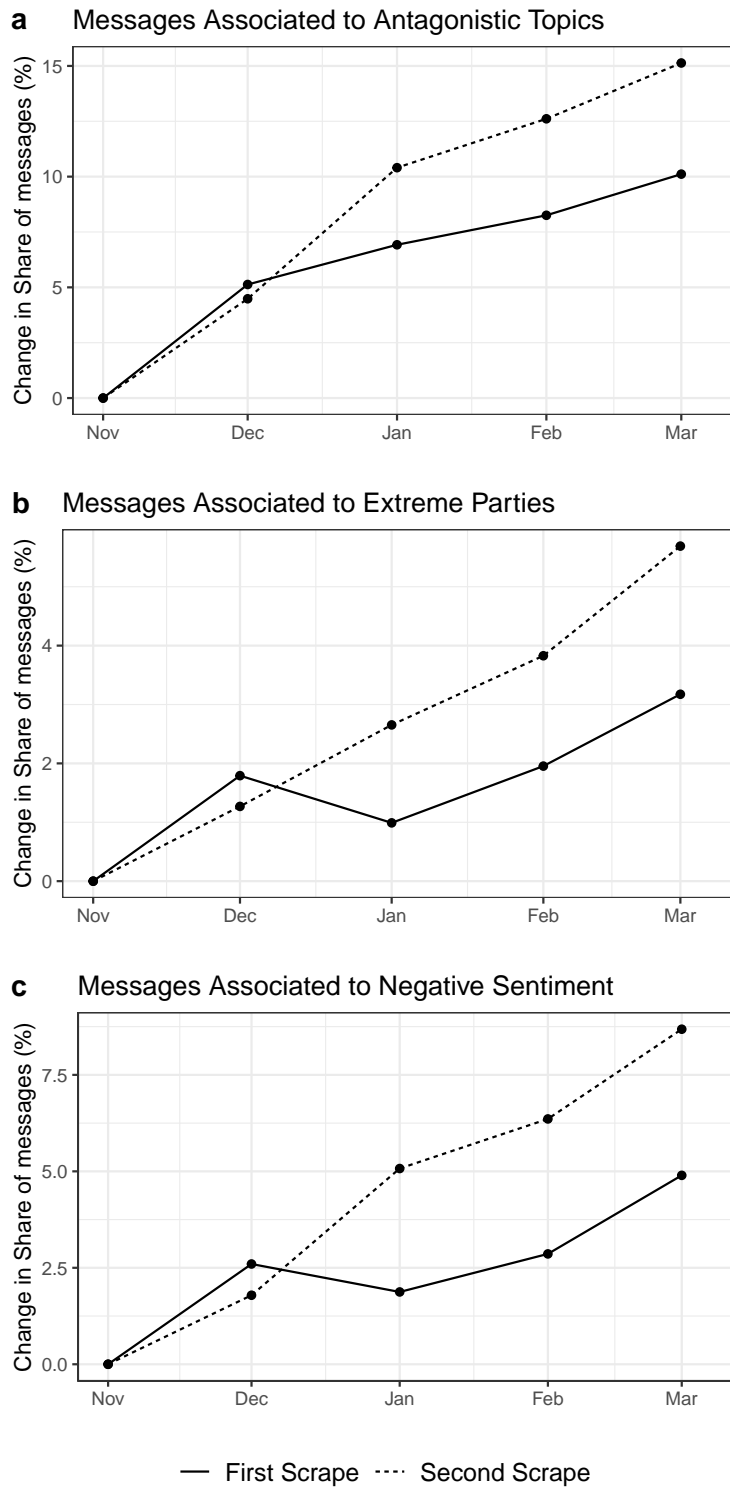 a Messages Associated to Antagonistic Topics
Change in Share of messages (%)
15
10
5
0
Nov Dec Jan Feb Mar
b Messages Associated to Extreme Parties
Change in Share of messages (%)
4
2
0
Nov Dec Jan Feb Mar
c Messages Associated to Negative Sentiment
Change in Share of messages (%)
7.5
5.0
2.5
0.0
Nov Dec Jan Feb Mar
First Scrape Second Scrape